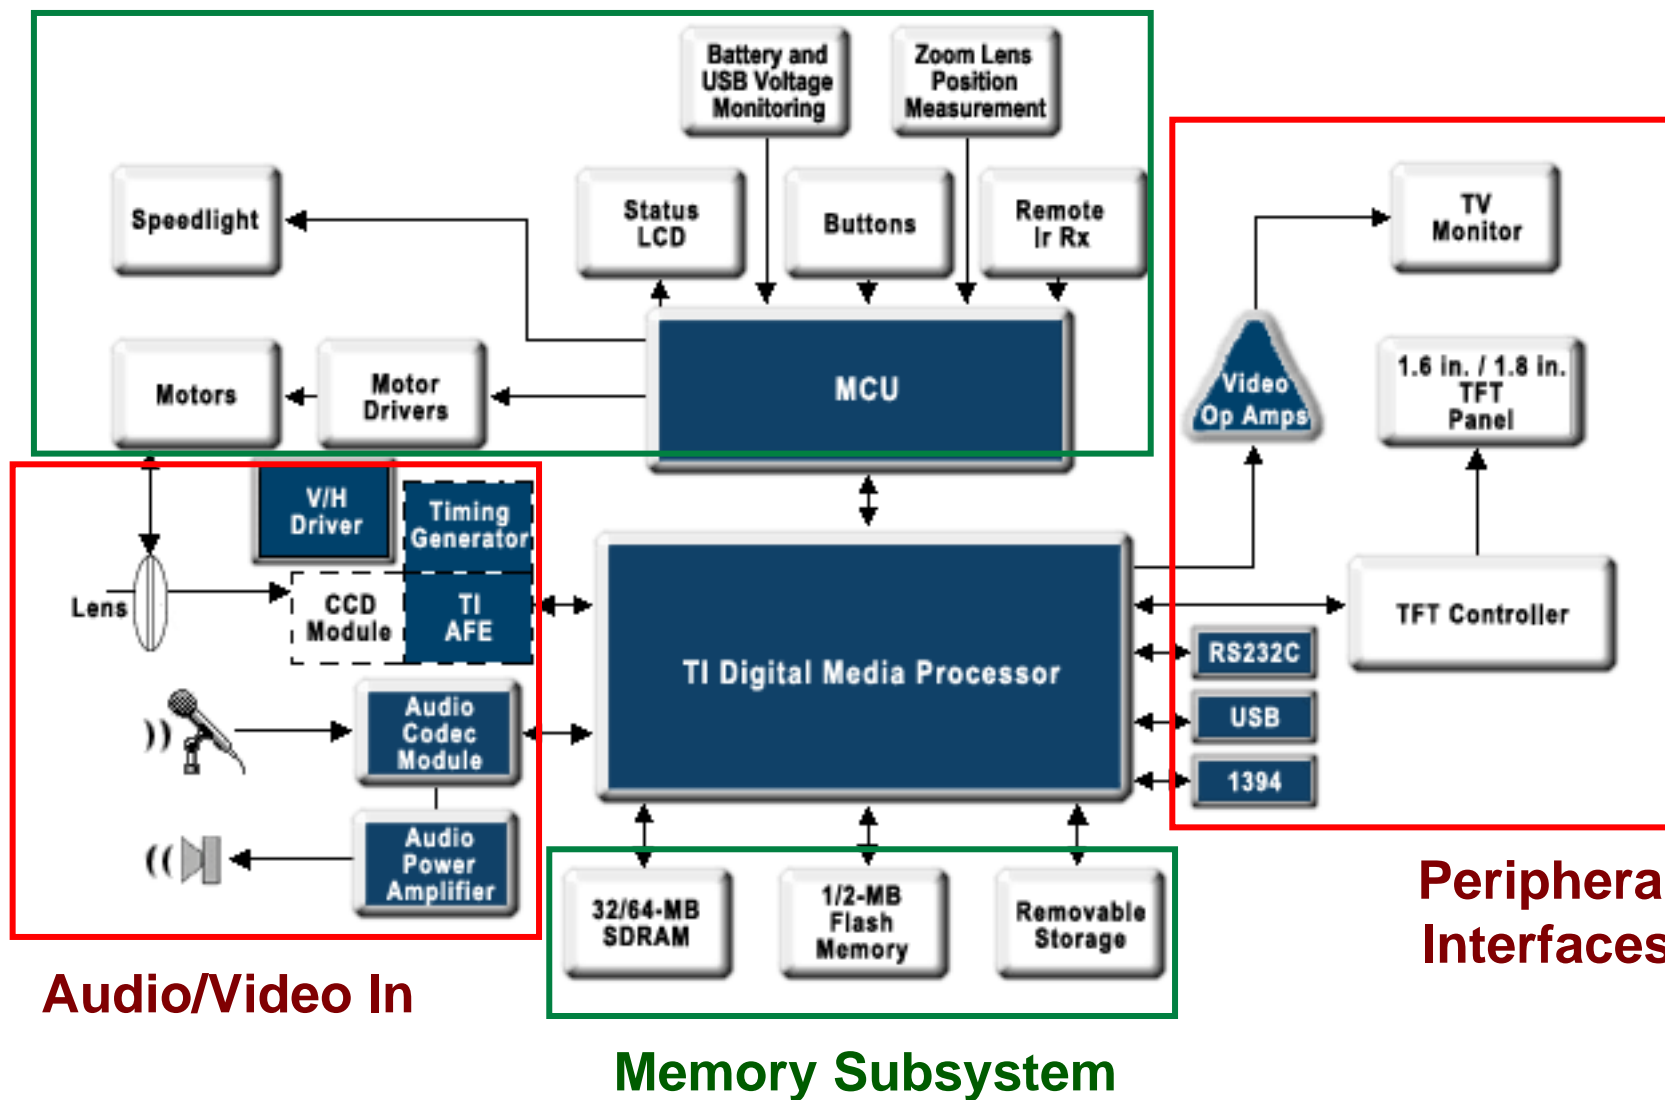 Battery and
USB Voltage
Monitoring
Zoom Lens
Position
Measurement
Speedlight
Status
LCD
Buttons
Remote
Ir Rx
TV
Monitor
Motors
Motor
Drivers
MCU
Video
Op Amps
1.6 in. / 1.8 in.
TFT
Panel
V/H
Driver
Timing
Generator
Lens
CCD
Module
TI
AFE
TI Digital Media Processor
TFT Controller
RS232C
USB
1394
Audio
Codec
Module
Audio
Power
Amplifier
32/64-MB
SDRAM
1/2-MB
Flash
Memory
Removable
Storage
Periphera
Interfaces
Audio/Video In
Memory Subsystem